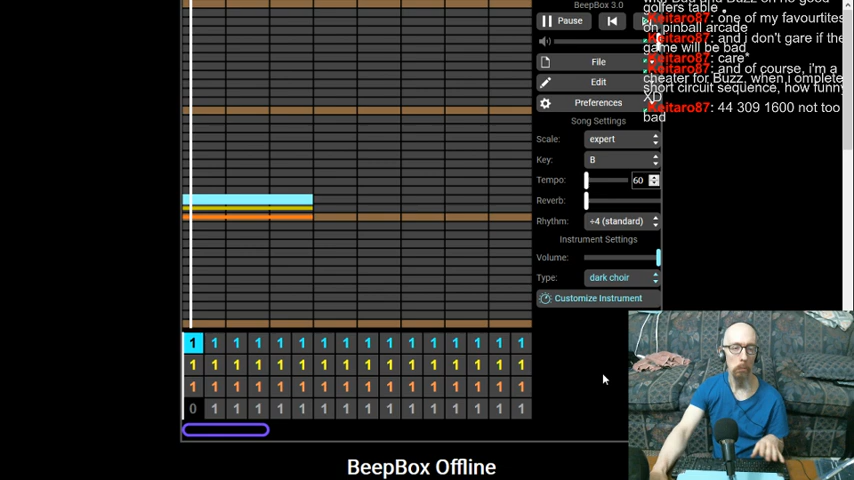 BeepBox 3.0
Pause
File
Edit
Preferences
Song Settings
Scale: expert
Key: B
Tempo: 60
Reverb:
Rhythm: ÷4 (standard)
Instrument Settings
Volume:
Type: dark choir
Customize Instrument
golfers table
Keitaro87: one of my favourtites
on pinball arcade
Keitaro87: and i don't gare if the
game will be bad
Keitaro87: care*
Keitaro87: and of course, i'm a
cheater for Buzz, when i omplete
short circuit sequence, how funny
XD
Keitaro87: 44 309 1600 not too
bad
1 1 1 1 1 1 1 1 1 1 1 1 1 1 1 1
1 1 1 1 1 1 1 1 1 1 1 1 1 1 1 1
1 1 1 1 1 1 1 1 1 1 1 1 1 1 1 1
0 1 1 1 1 1 1 1 1 1 1 1 1 1 1 1
BeepBox Offline